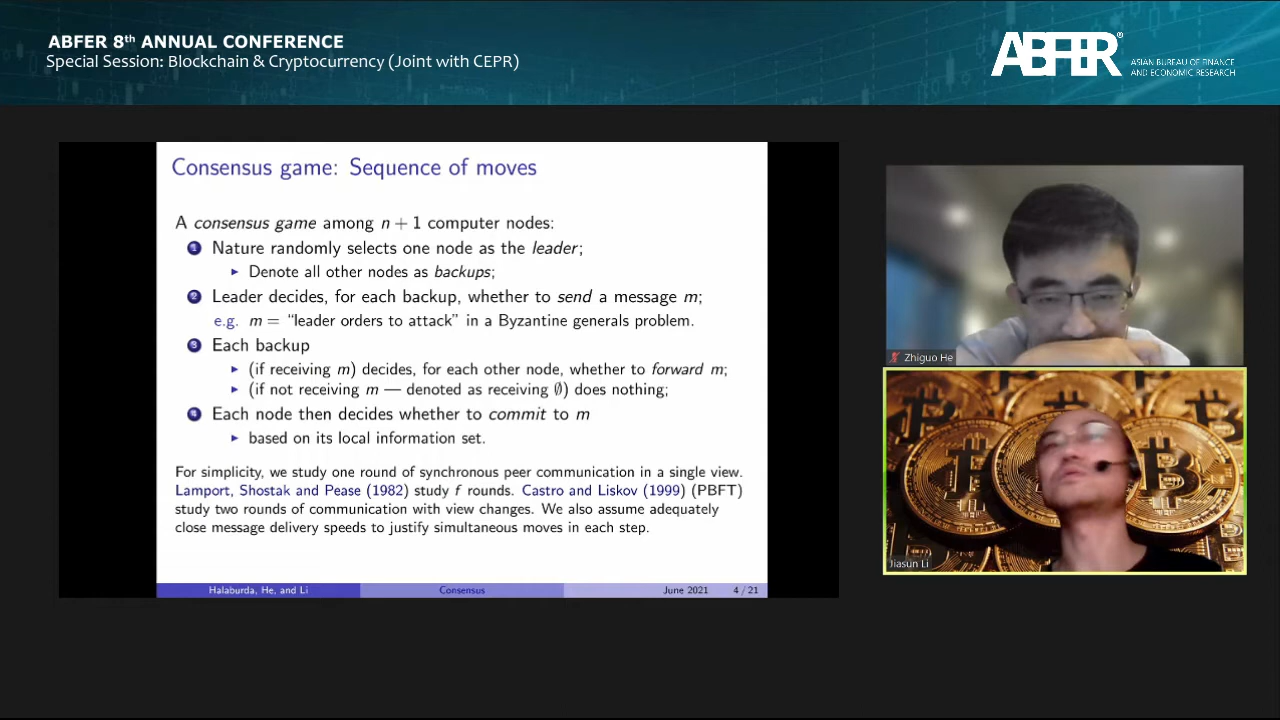 ABFER 8th ANNUAL CONFERENCE
Special Session: Blockchain & Cryptocurrency (Joint with CEPR)
ABFER®
ASIAN BUREAU OF FINANCE
AND ECONOMIC RESEARCH
Consensus game: Sequence of moves
A consensus game among n + 1 computer nodes:
1 Nature randomly selects one node as the leader;
▶ Denote all other nodes as backups;
2 Leader decides, for each backup, whether to send a message m;
e.g. m = “leader orders to attack” in a Byzantine generals problem.
3 Each backup
▶ (if receiving m) decides, for each other node, whether to forward m;
▶ (if not receiving m — denoted as receiving ∅) does nothing;
4 Each node then decides whether to commit to m
▶ based on its local information set.
For simplicity, we study one round of synchronous peer communication in a single view.
Lamport, Shostak and Pease (1982) study f rounds. Castro and Liskov (1999) (PBFT)
study two rounds of communication with view changes. We also assume adequately
close message delivery speeds to justify simultaneous moves in each step.
Halaburda, He, and Li
Consensus
June 2021
4 / 21
Zhiguo He
Jiasun Li